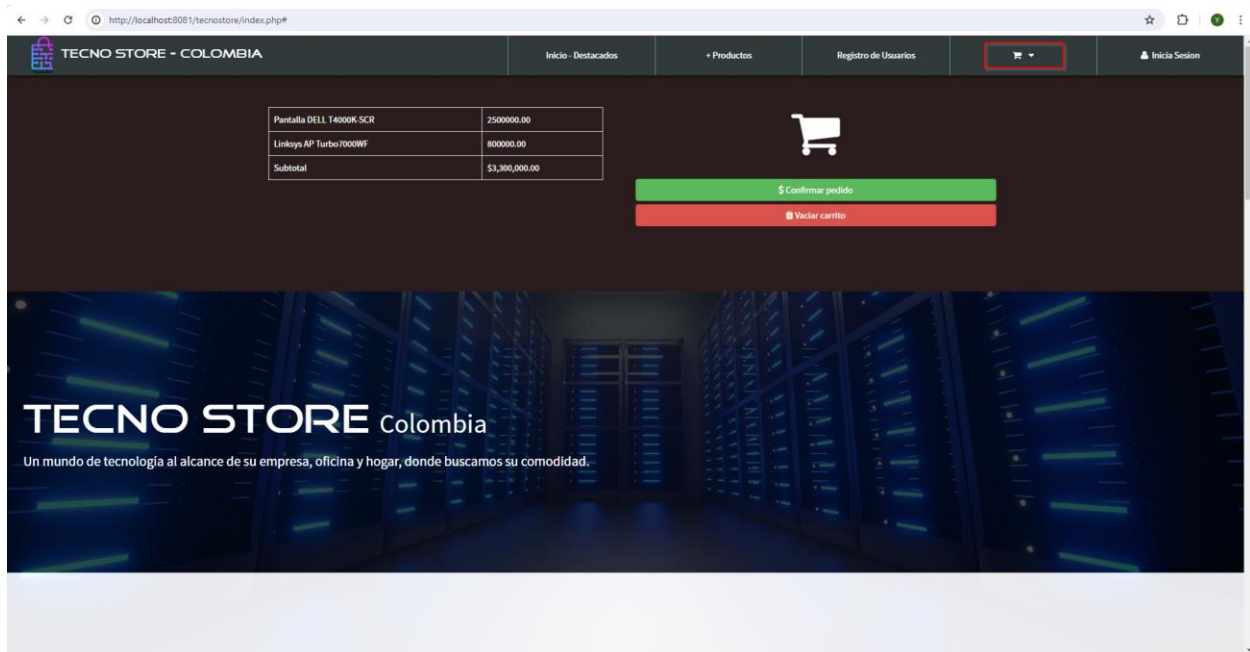 http://localhost:8081/tecnostore/index.php#
Y
TECNO STORE - COLOMBIA
Inicio - Destacados
+ Productos
Registro de Usuarios
Inicia Sesion
Pantalla DELL T4000K-SCR 2500000.00
Linksys AP Turbo7000WF 800000.00
Subtotal $3,300,000.00
$ Confirmar pedido
Vaciar carrito
TECNO STORE Colombia
Un mundo de tecnología al alcance de su empresa, oficina y hogar, donde buscamos su comodidad.